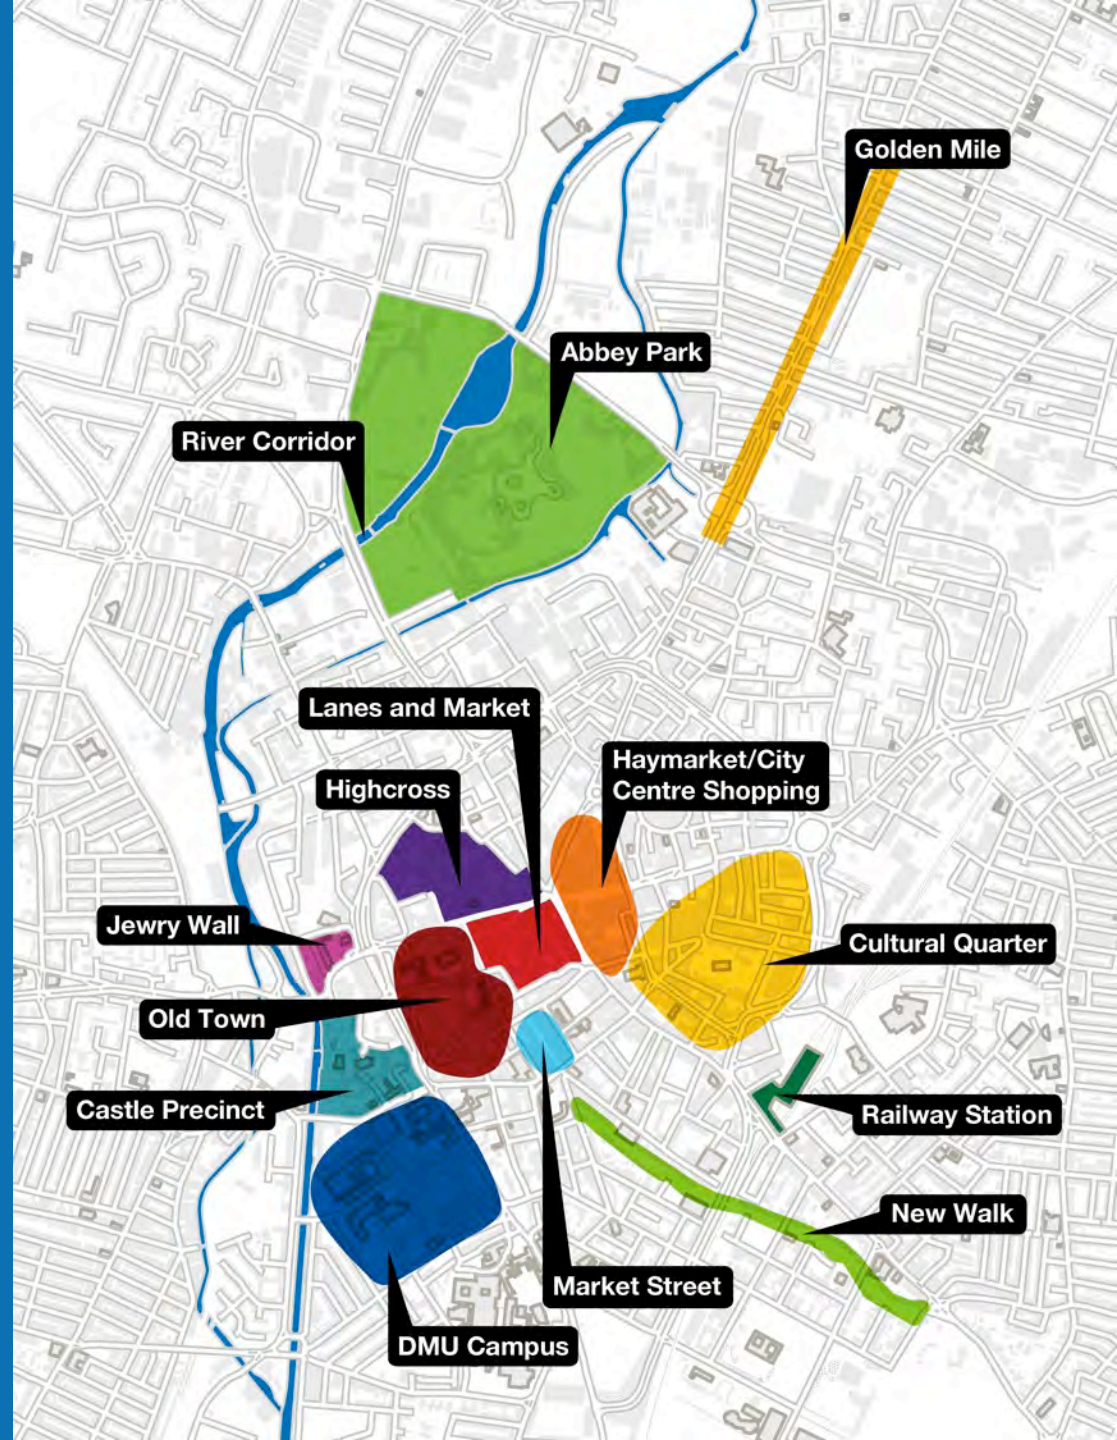 Golden Mile
Abbey Park
River Corridor
Lanes and Market
Haymarket/City
Centre Shopping
Highcross
Jewry Wall
Cultural Quarter
Old Town
Castle Precinct
Railway Station
New Walk
Market Street
DMU Campus